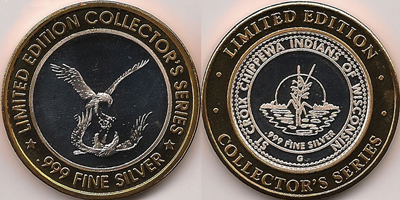 ★ LIMITED EDITION COLLECTOR'S SERIES ★
.999 FINE SILVER
• LIMITED EDITION •
COLLECTOR'S SERIES
ST. CROIX CHIPPEWA INDIANS OF WISCONSIN
.999 FINE SILVER
G